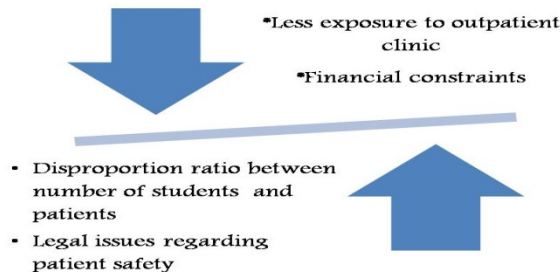 *Less exposure to outpatient
clinic
*Financial constraints
• Disproportion ratio between
number of students and
patients
• Legal issues regarding
patient safety